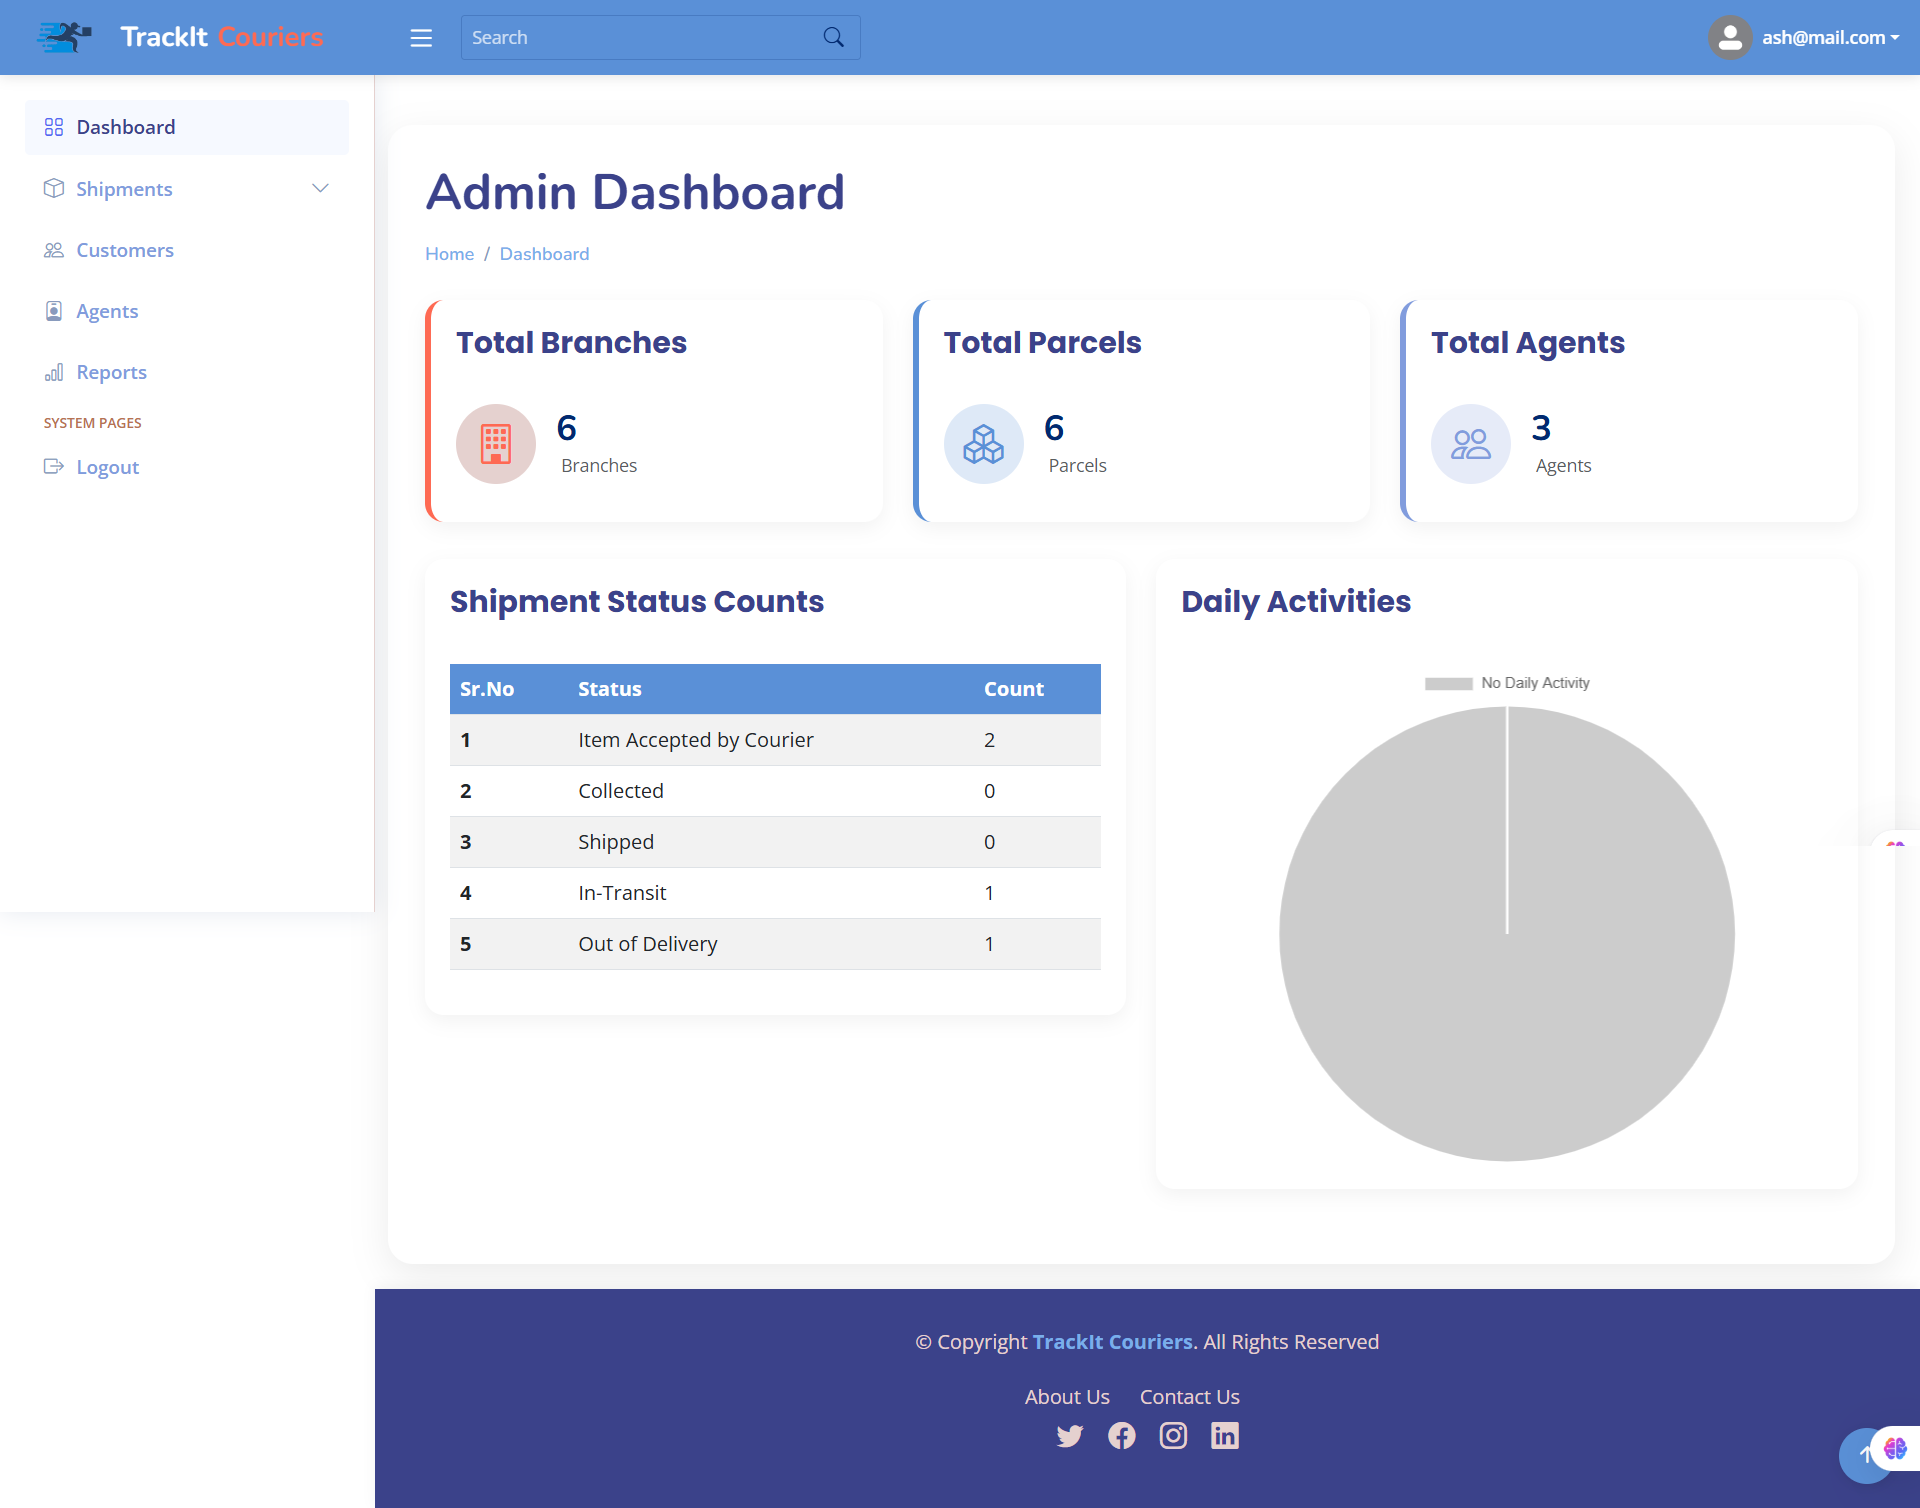 TrackIt Couriers
Search
ash@mail.com
Dashboard
Shipments
Customers
Agents
Reports
SYSTEM PAGES
Logout
Admin Dashboard
Home / Dashboard
Total Branches
6
Branches
Total Parcels
6
Parcels
Total Agents
3
Agents
Shipment Status Counts
Sr.No Status Count
1 Item Accepted by Courier 2
2 Collected 0
3 Shipped 0
4 In-Transit 1
5 Out of Delivery 1
Daily Activities
No Daily Activity
© Copyright TrackIt Couriers. All Rights Reserved
About Us Contact Us